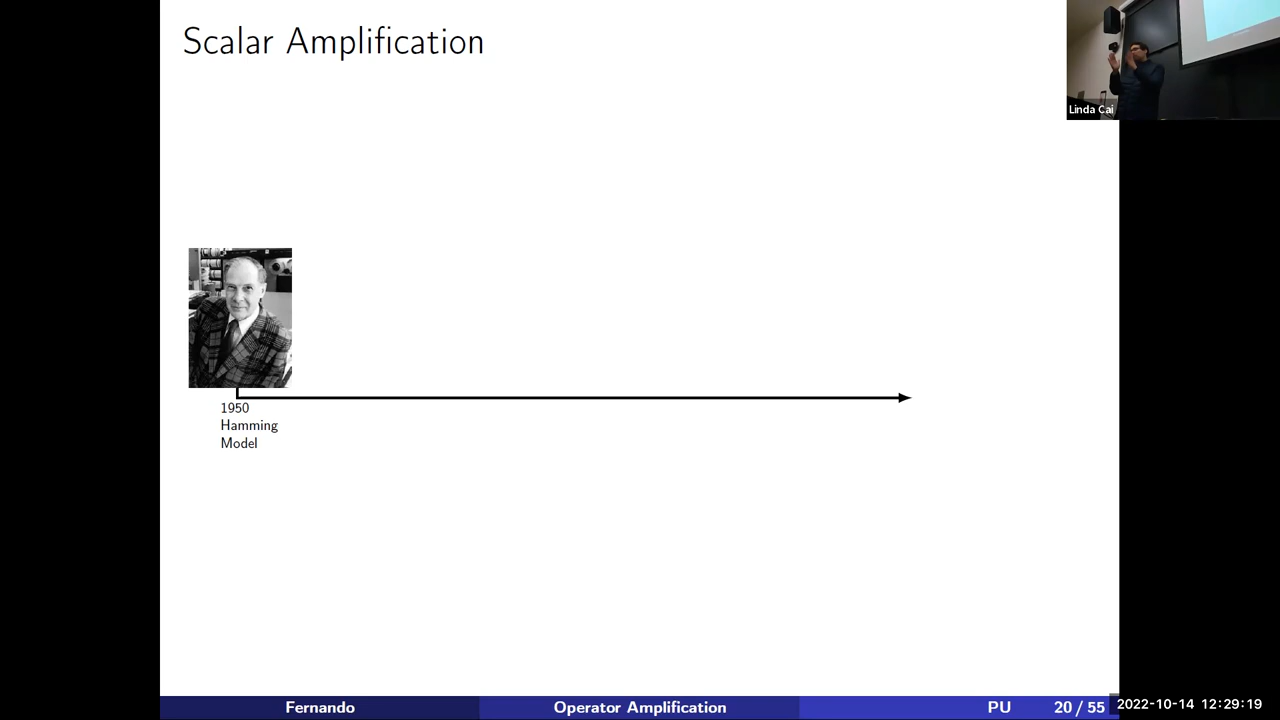 Scalar Amplification
Linda Cai
1950
Hamming
Model
Fernando
Operator Amplification
PU
20 / 55
2022-10-14 12:29:19